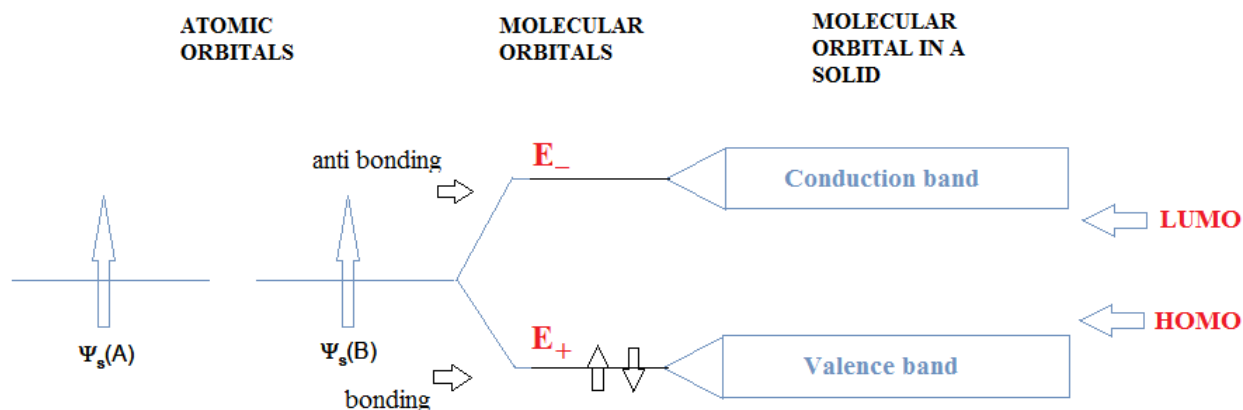 ATOMIC
ORBITALS
MOLECULAR
ORBITALS
MOLECULAR
ORBITAL IN A
SOLID
anti bonding
E₋
Conduction band
LUMO
Ψₛ(A)
Ψₛ(B)
HOMO
E₊
Valence band
bonding